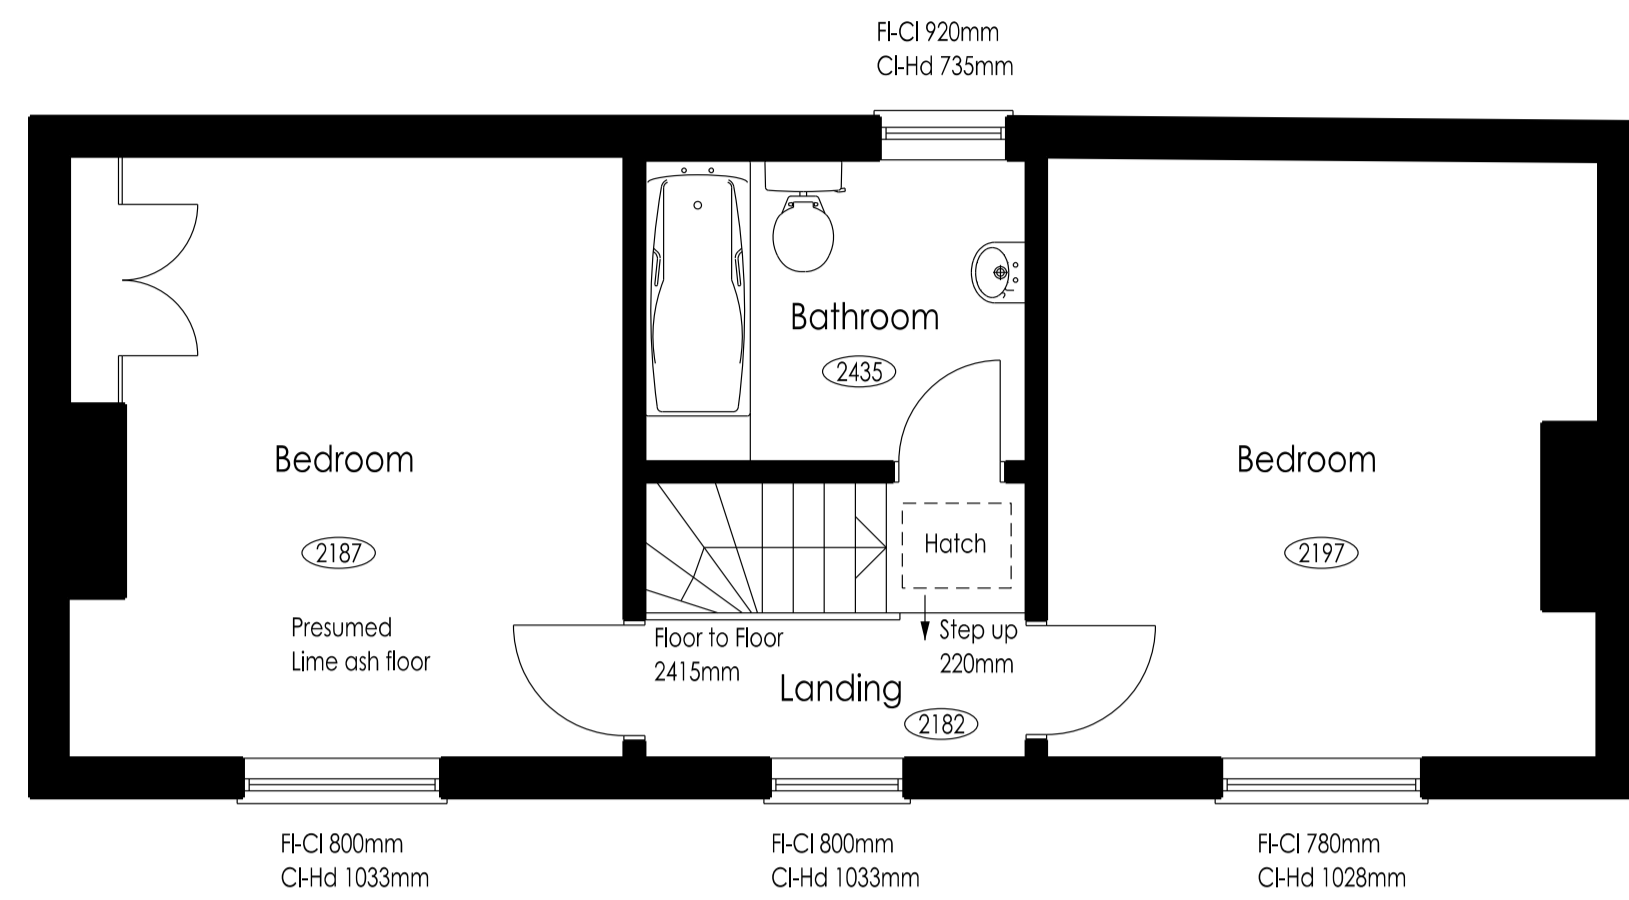 Fl-Cl 920mm
Cl-Hd 735mm
Bathroom
2435
Bedroom
2187
Presumed
Lime ash floor
Hatch
Floor to Floor
2415mm
Step up
220mm
Landing
2182
Bedroom
2197
Fl-Cl 800mm
Cl-Hd 1033mm
Fl-Cl 800mm
Cl-Hd 1033mm
Fl-Cl 780mm
Cl-Hd 1028mm